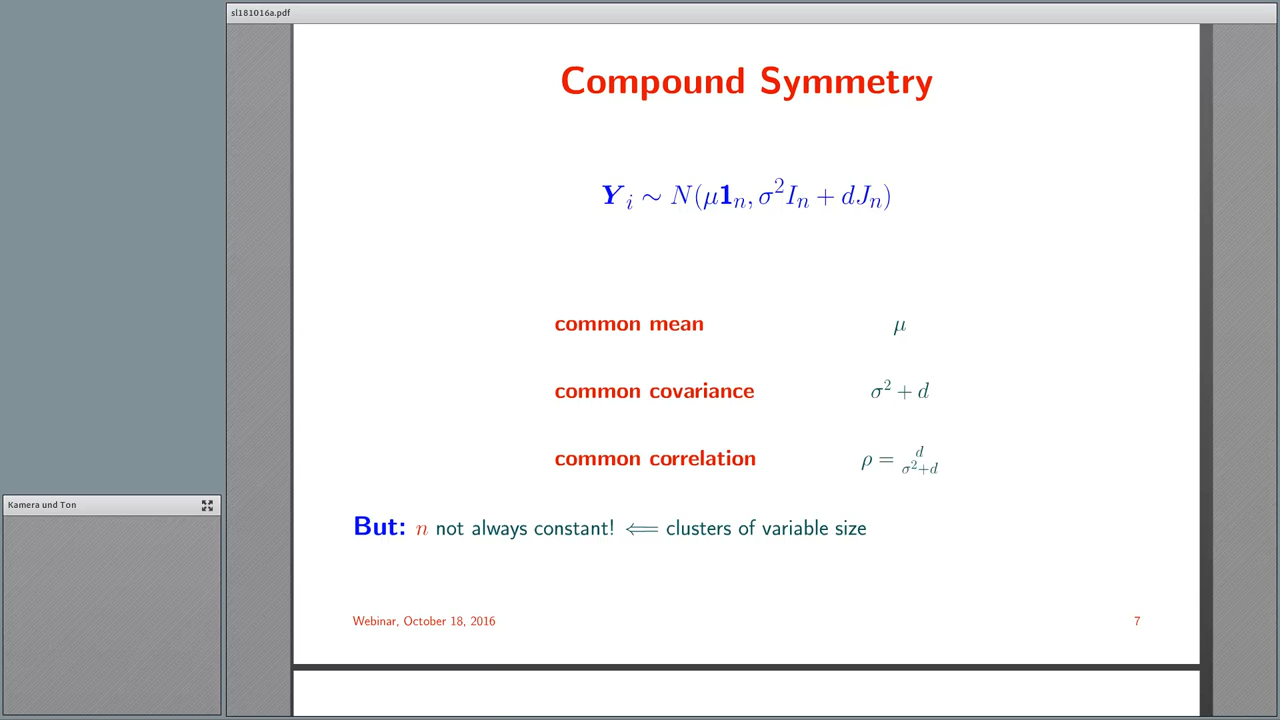 sl181016a.pdf
Compound Symmetry
Y_i ∼ N(μ1_n, σ²I_n + dJ_n)
common mean μ
common covariance σ² + d
common correlation ρ = d/(σ²+d)
But: n not always constant! ⟸ clusters of variable size
Webinar, October 18, 2016 7
Kamera und Ton